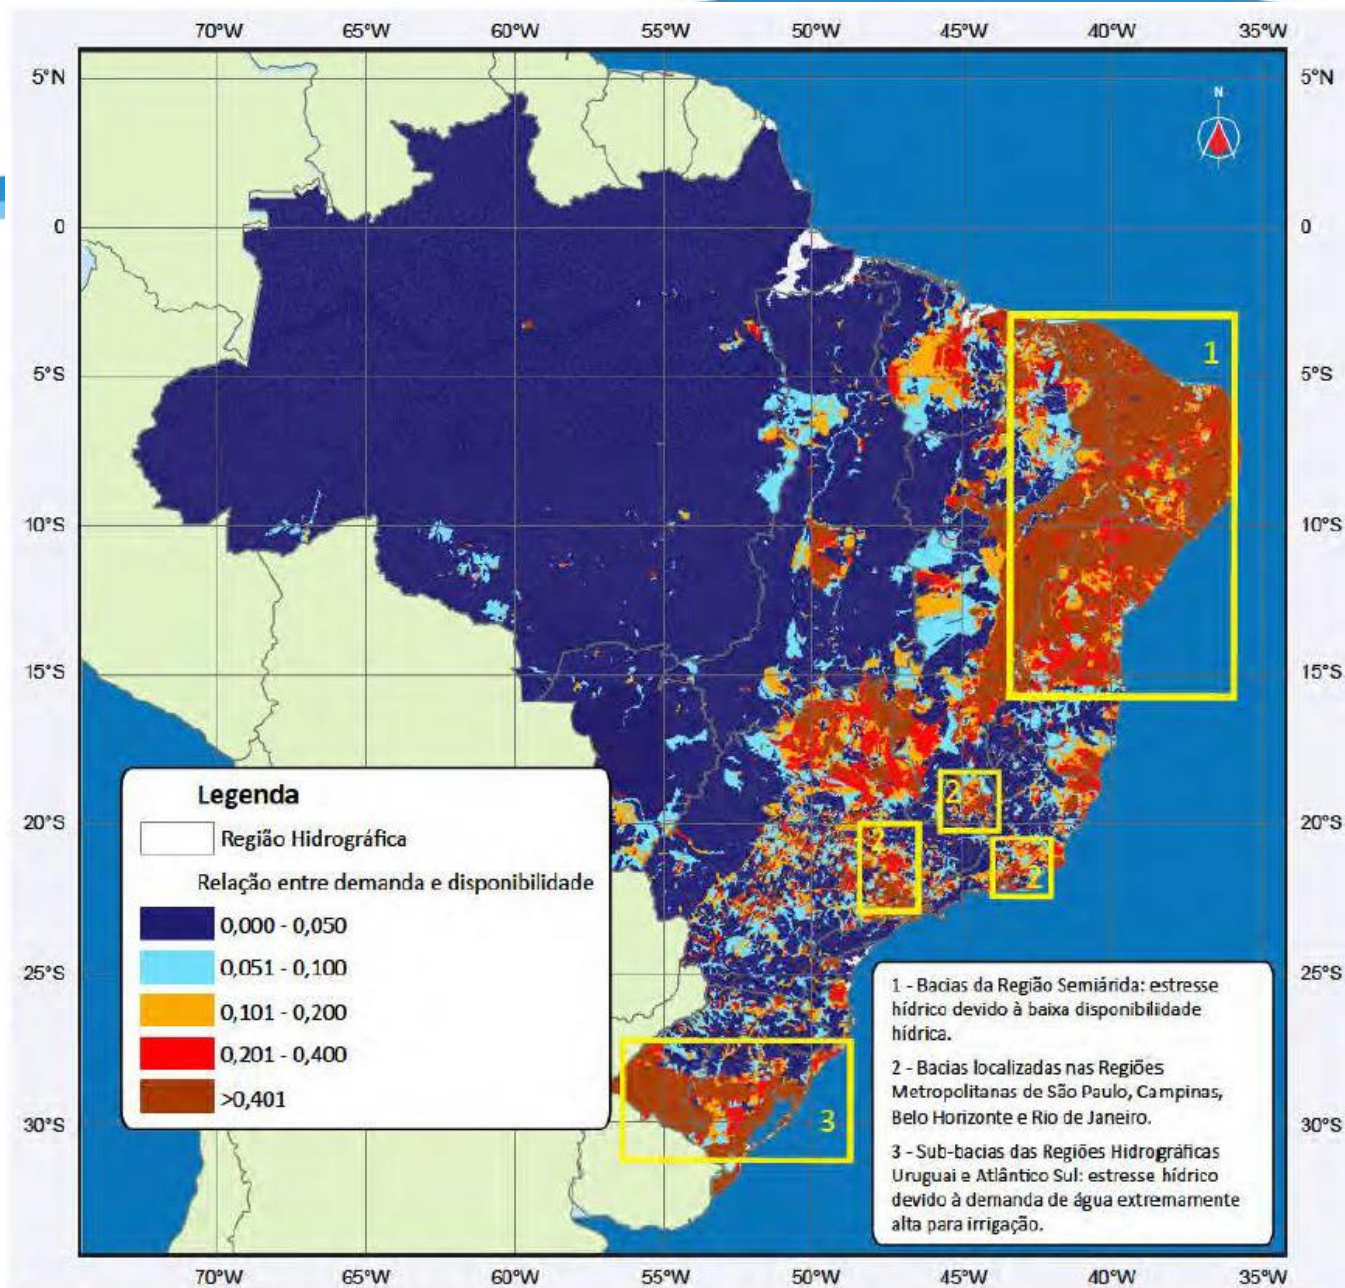 70°W 65°W 60°W 55°W 50°W 45°W 40°W 35°W
5°N 5°N
N
0 0
1
5°S 5°S
10°S 10°S
15°S 15°S
2
20°S 20°S
2
2
25°S 25°S
3
30°S 30°S
Legenda
Região Hidrográfica
Relação entre demanda e disponibilidade
0,000 - 0,050
0,051 - 0,100
0,101 - 0,200
0,201 - 0,400
>0,401
1 - Bacias da Região Semiárida: estresse
hídrico devido à baixa disponibilidade
hídrica.
2 - Bacias localizadas nas Regiões
Metropolitanas de São Paulo, Campinas,
Belo Horizonte e Rio de Janeiro.
3 - Sub-bacias das Regiões Hidrográficas
Uruguai e Atlântico Sul: estresse hídrico
devido à demanda de água extremamente
alta para irrigação.
70°W 65°W 60°W 55°W 50°W 45°W 40°W 35°W